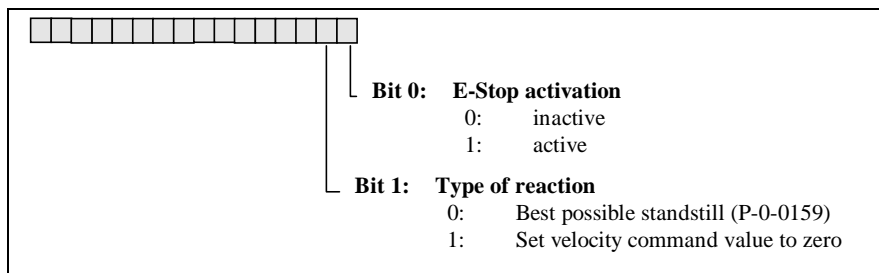 Bit 0: E-Stop activation
0: inactive
1: active
Bit 1: Type of reaction
0: Best possible standstill (P-0-0159)
1: Set velocity command value to zero